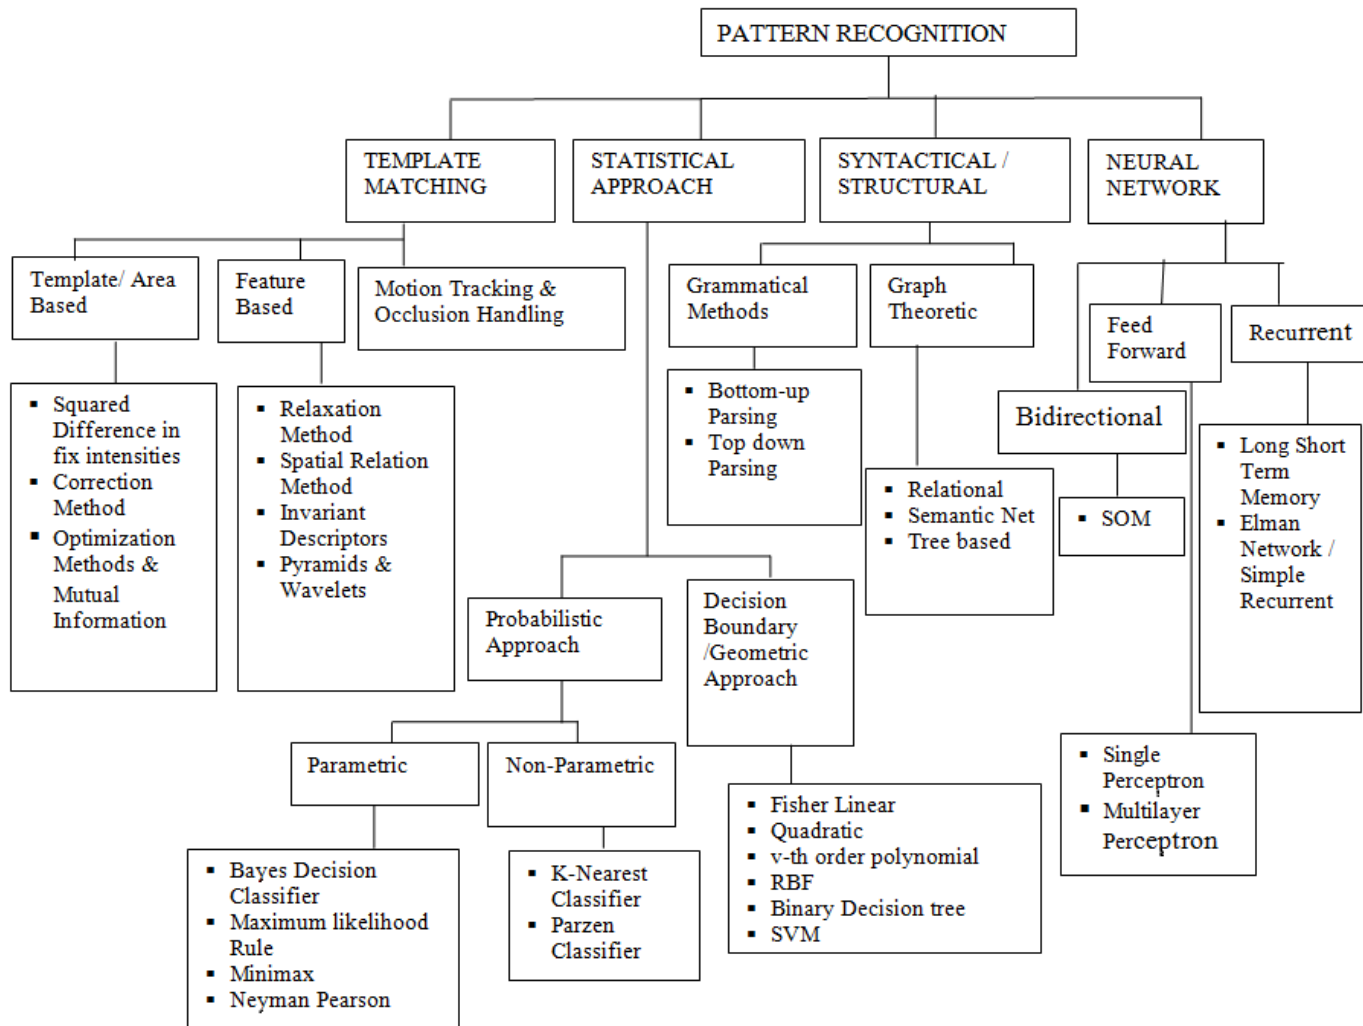 PATTERN RECOGNITION
TEMPLATE
MATCHING
STATISTICAL
APPROACH
SYNTACTICAL /
STRUCTURAL
NEURAL
NETWORK
Template/ Area
Based
Feature
Based
Motion Tracking &
Occlusion Handling
Grammatical
Methods
Graph
Theoretic
Feed
Forward
Recurrent
Bidirectional
▪ Squared
Difference in
fix intensities
▪ Correction
Method
▪ Optimization
Methods &
Mutual
Information
▪ Relaxation
Method
▪ Spatial Relation
Method
▪ Invariant
Descriptors
▪ Pyramids &
Wavelets
▪ Bottom-up
Parsing
▪ Top down
Parsing
▪ Relational
▪ Semantic Net
▪ Tree based
▪ SOM
▪ Long Short
Term
Memory
▪ Elman
Network /
Simple
Recurrent
Probabilistic
Approach
Decision
Boundary
/Geometric
Approach
Parametric
Non-Parametric
▪ Single
Perceptron
▪ Multilayer
Perceptron
▪ Bayes Decision
Classifier
▪ Maximum likelihood
Rule
▪ Minimax
▪ Neyman Pearson
▪ K-Nearest
Classifier
▪ Parzen
Classifier
▪ Fisher Linear
▪ Quadratic
▪ v-th order polynomial
▪ RBF
▪ Binary Decision tree
▪ SVM